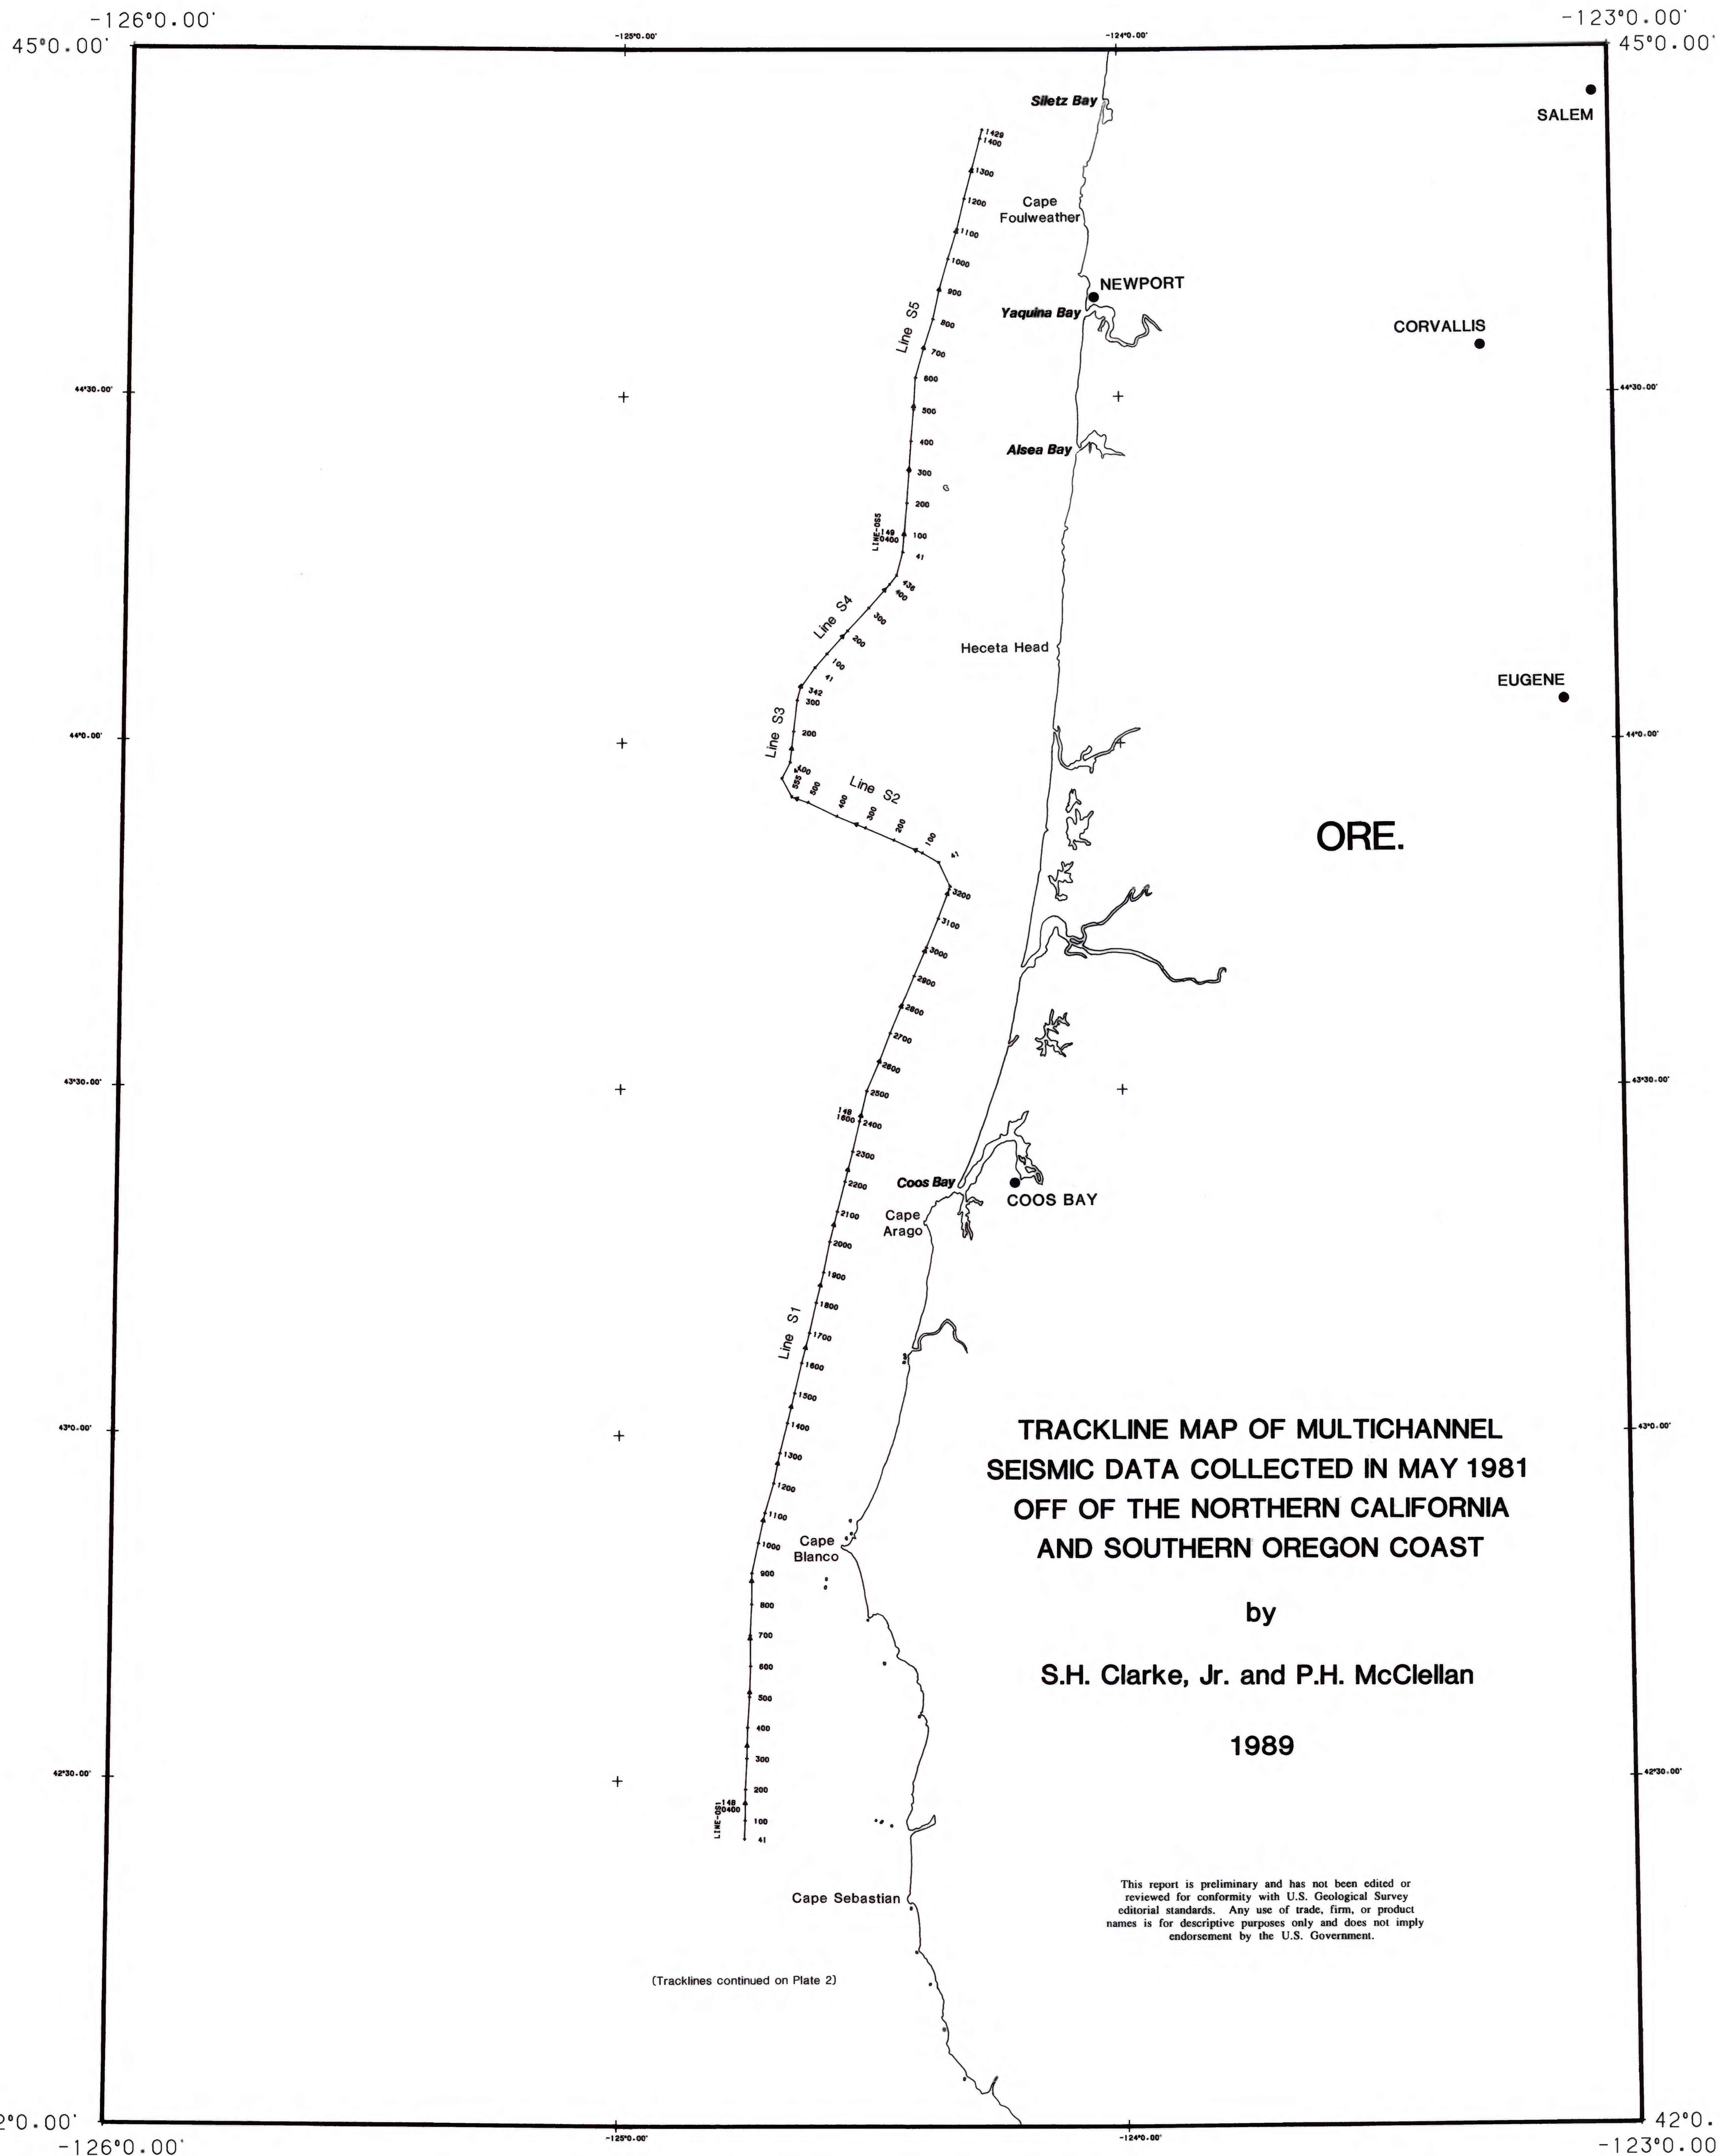 -126°0.00'
-123°0.00'
45°0.00'
-125°0.00'
-124°0.00'
45°0.00'
Siletz Bay
SALEM
1429
1400
1300
1200
Cape
Foulweather
1100
1000
900
NEWPORT
Yaquina Bay
800
CORVALLIS
Line S5
700
600
44°30.00'
44°30.00'
500
400
Alsea Bay
300
200
LINE-OS5
149
0400
100
41
436
400
Line S4
300
200
Heceta Head
100
41
EUGENE
342
300
Line S3
200
44°0.00'
44°0.00'
100
555
500
Line S2
400
300
200
100
41
ORE.
3200
3100
3000
2900
2800
2700
2600
43°30.00'
43°30.00'
2500
148
1600
2400
2300
2200
Coos Bay
COOS BAY
2100
Cape
Arago
2000
1900
1800
Line S1
1700
1600
1500
1400
43°0.00'
43°0.00'
1300
1200
1100
1000
Cape
Blanco
900
800
700
600
500
400
300
42°30.00'
42°30.00'
200
LINE-OS1
148
0400
100
41
TRACKLINE MAP OF MULTICHANNEL
SEISMIC DATA COLLECTED IN MAY 1981
OFF OF THE NORTHERN CALIFORNIA
AND SOUTHERN OREGON COAST
by
S.H. Clarke, Jr. and P.H. McClellan
1989
Cape Sebastian
This report is preliminary and has not been edited or
reviewed for conformity with U.S. Geological Survey
editorial standards. Any use of trade, firm, or product
names is for descriptive purposes only and does not imply
endorsement by the U.S. Government.
(Tracklines continued on Plate 2)
2°0.00'
42°0.
-126°0.00'
-125°0.00'
-124°0.00'
-123°0.00